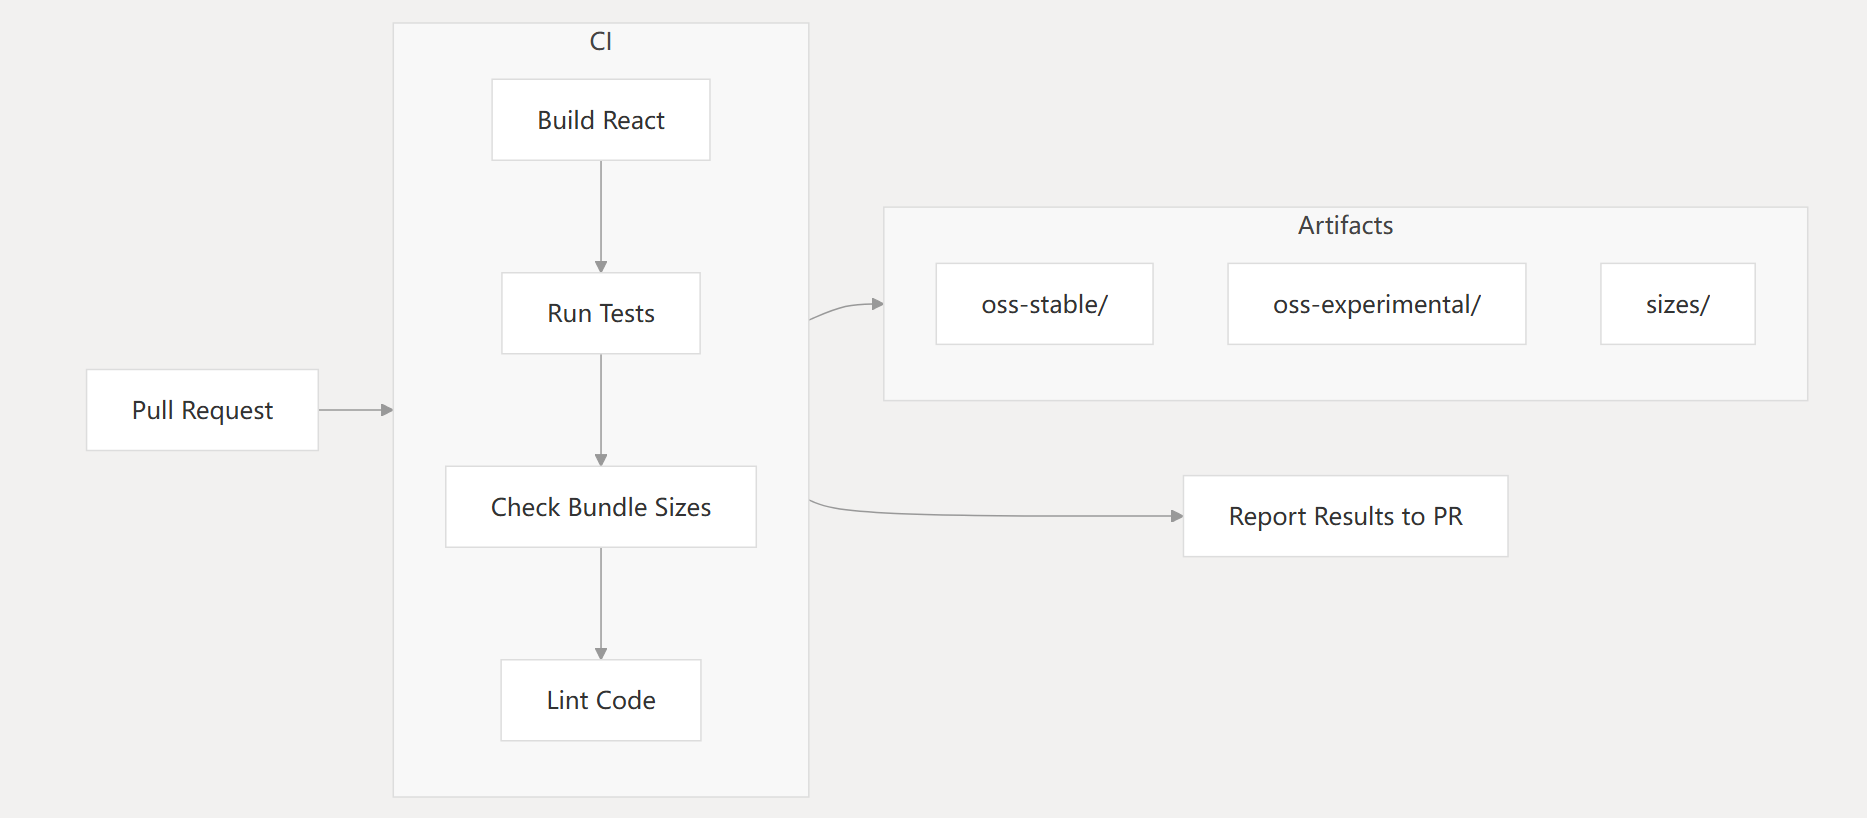 CI
Build React
Run Tests
Check Bundle Sizes
Lint Code
Pull Request
Artifacts
oss-stable/
oss-experimental/
sizes/
Report Results to PR